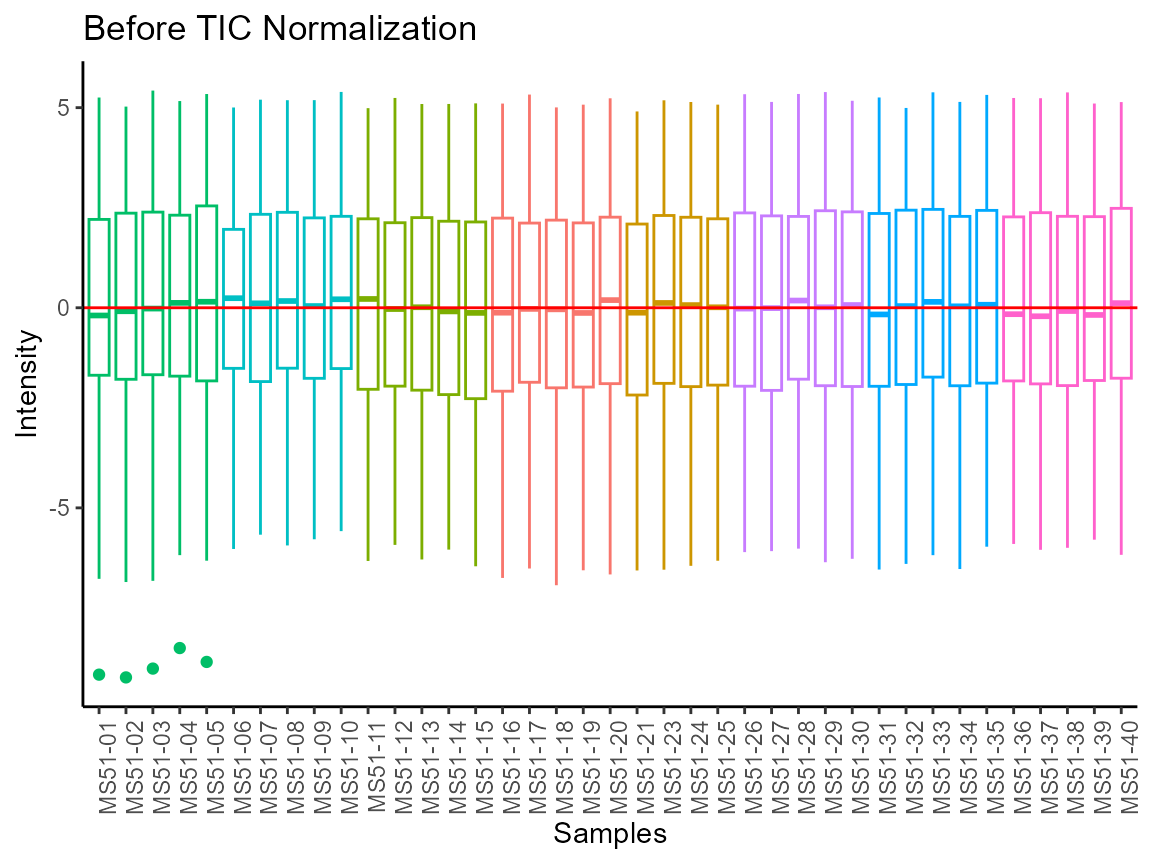 Before TIC Normalization
Intensity
5
0
-5
MS51-01
MS51-02
MS51-03
MS51-04
MS51-05
MS51-06
MS51-07
MS51-08
MS51-09
MS51-10
MS51-11
MS51-12
MS51-13
MS51-14
MS51-15
MS51-16
MS51-17
MS51-18
MS51-19
MS51-20
MS51-21
MS51-23
MS51-24
MS51-25
MS51-26
MS51-27
MS51-28
MS51-29
MS51-30
MS51-31
MS51-32
MS51-33
MS51-34
MS51-35
MS51-36
MS51-37
MS51-38
MS51-39
MS51-40
Samples